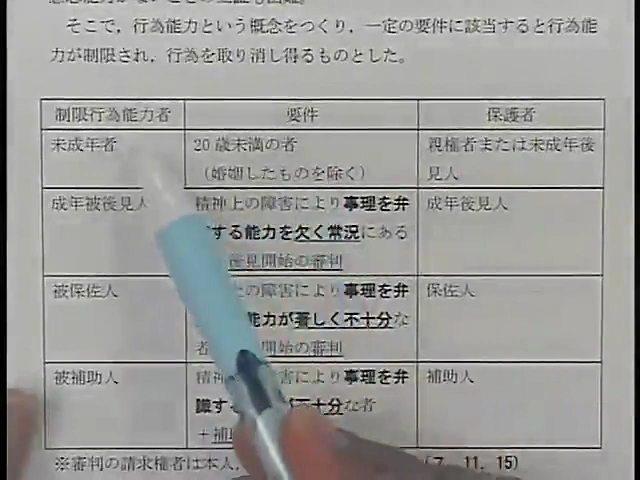 そこで，行為能力という概念をつくり，一定の要件に該当すると行為能
力が制限され，行為を取り消し得るものとした。
制限行為能力者 要件 保護者
未成年者 20歳未満の者 親権者または未成年後
（婚姻したものを除く） 見人
成年被後見人 精神上の障害により事理を弁 成年後見人
する能力を欠く常況にある
後見開始の審判
被保佐人 上の障害により事理を弁 保佐人
能力が著しく不十分な
者 開始の審判
被補助人 精神 害により事理を弁 補助人
識する 不十分な者
＋補
※審判の請求権者は本人， （7，11，15）